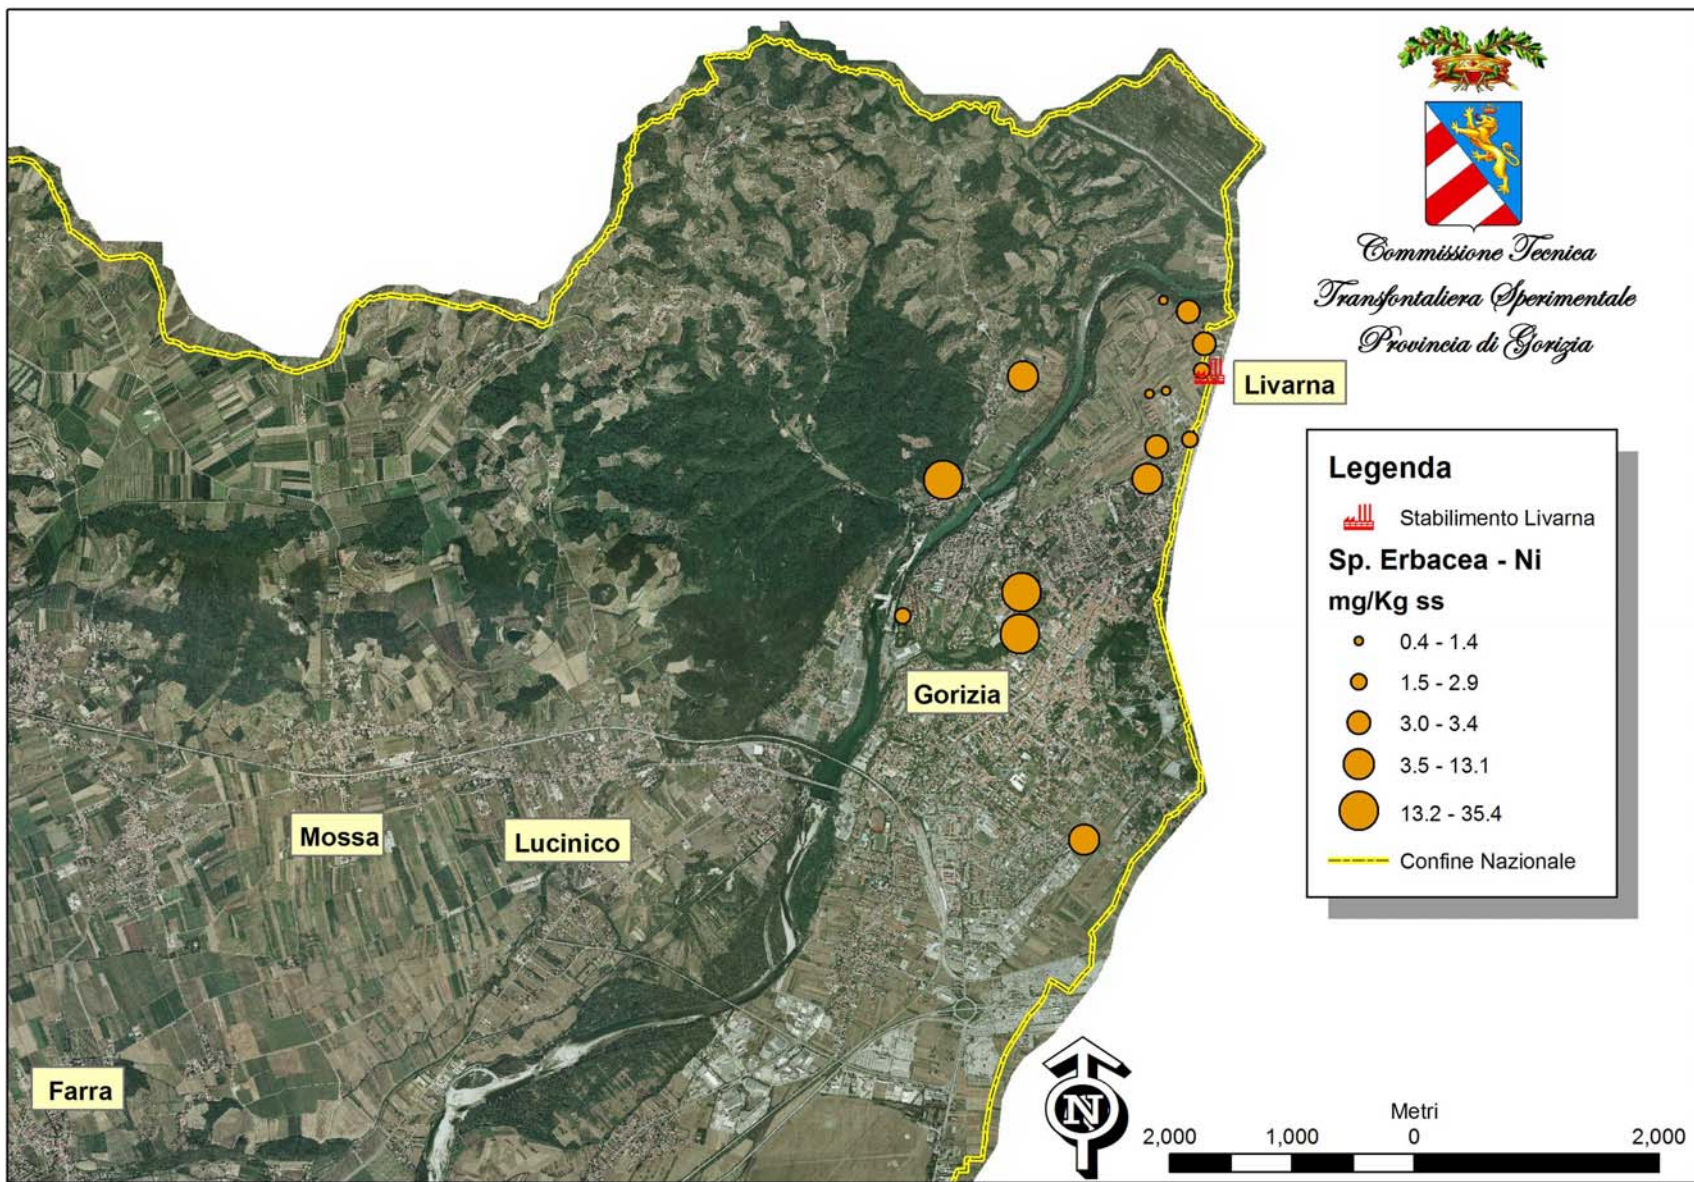 Commissione Tecnica
Transfontaliera Sperimentale
Provincia di Gorizia
Livarna
Legenda
Stabilimento Livarna
Sp. Erbacea - Ni
mg/Kg ss
0.4 - 1.4
1.5 - 2.9
3.0 - 3.4
3.5 - 13.1
13.2 - 35.4
Confine Nazionale
Gorizia
Mossa
Lucinico
Farra
N
Metri
2,000 1,000 0 2,000